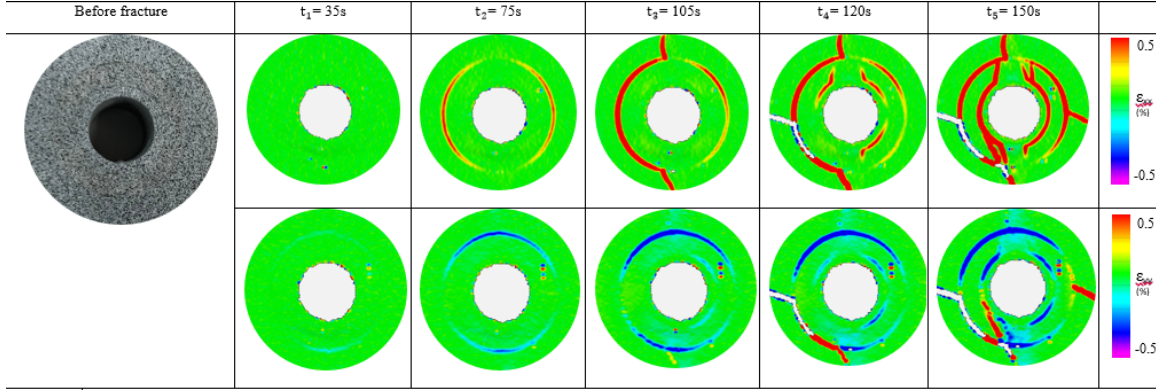 Before fracture
t₁= 35s
t₂= 75s
t₃= 105s
t₄= 120s
t₅= 150s
0.5
(%)
-0.5
0.5
(%)
-0.5